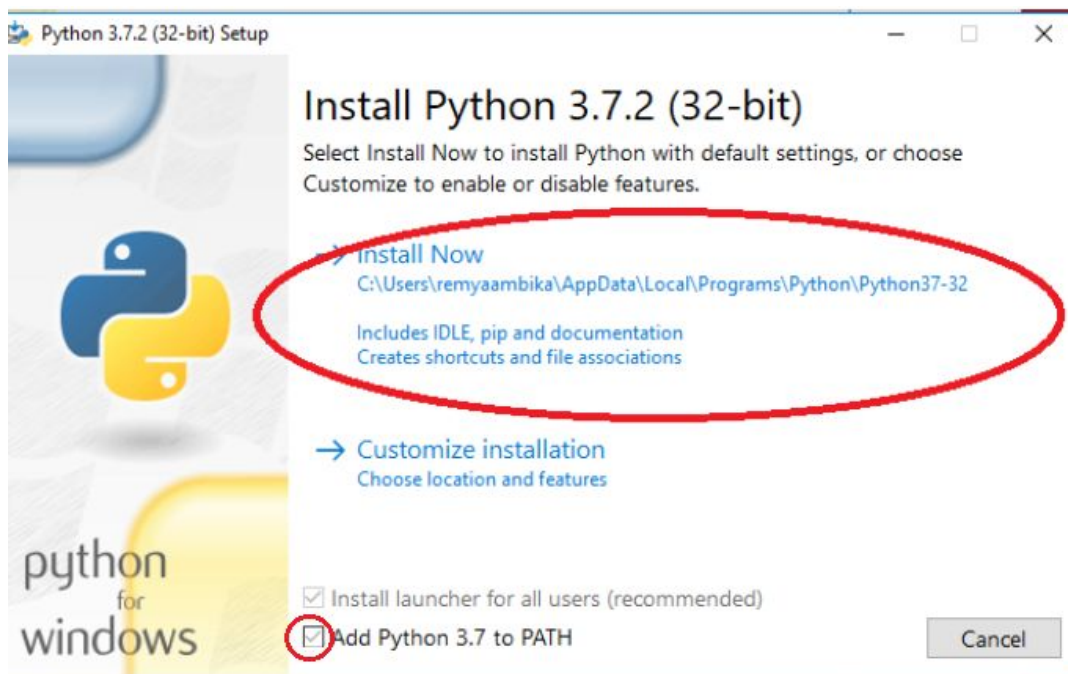 Python 3.7.2 (32-bit) Setup
Install Python 3.7.2 (32-bit)
Select Install Now to install Python with default settings, or choose
Customize to enable or disable features.
Install Now
C:\Users\remyaambika\AppData\Local\Programs\Python\Python37-32
Includes IDLE, pip and documentation
Creates shortcuts and file associations
Customize installation
Choose location and features
python
for
windows
Install launcher for all users (recommended)
Add Python 3.7 to PATH
Cancel